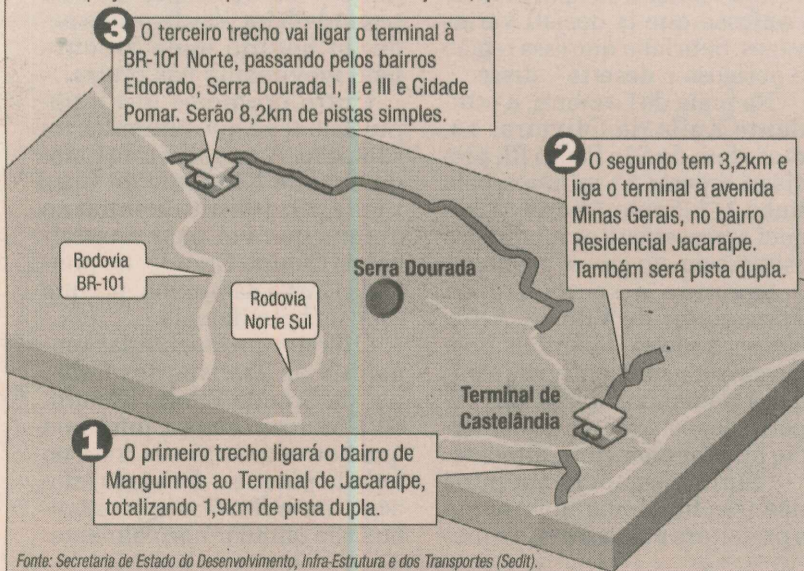 3 O terceiro trecho vai ligar o terminal à
BR-101 Norte, passando pelos bairros
Eldorado, Serra Dourada I, II e III e Cidade
Pomar. Serão 8,2km de pistas simples.
2 O segundo tem 3,2km e
liga o terminal à avenida
Minas Gerais, no bairro
Residencial Jacaraípe.
Também será pista dupla.
Rodovia
BR-101
Rodovia
Norte Sul
Serra Dourada
Terminal de
Castelândia
1 O primeiro trecho ligará o bairro de
Manguinhos ao Terminal de Jacaraípe,
totalizando 1,9km de pista dupla.
Fonte: Secretaria de Estado do Desenvolvimento, Infra-Estrutura e dos Transportes (Sedit).